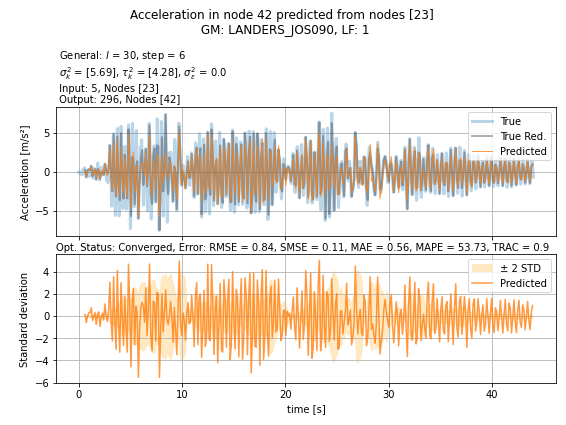 Acceleration in node 42 predicted from nodes [23]
GM: LANDERS_JOS090, LF: 1
General: l = 30, step = 6
σ²ₖ = [5.69], τ²ₖ = [4.28], σ²ε = 0.0
Input: 5, Nodes [23]
Output: 296, Nodes [42]
Acceleration [m/s²]
5
0
−5
True
True Red.
Predicted
Opt. Status: Converged, Error: RMSE = 0.84, SMSE = 0.11, MAE = 0.56, MAPE = 53.73, TRAC = 0.9
Standard deviation
4
2
0
−2
−4
−6
± 2 STD
Predicted
0 10 20 30 40
time [s]